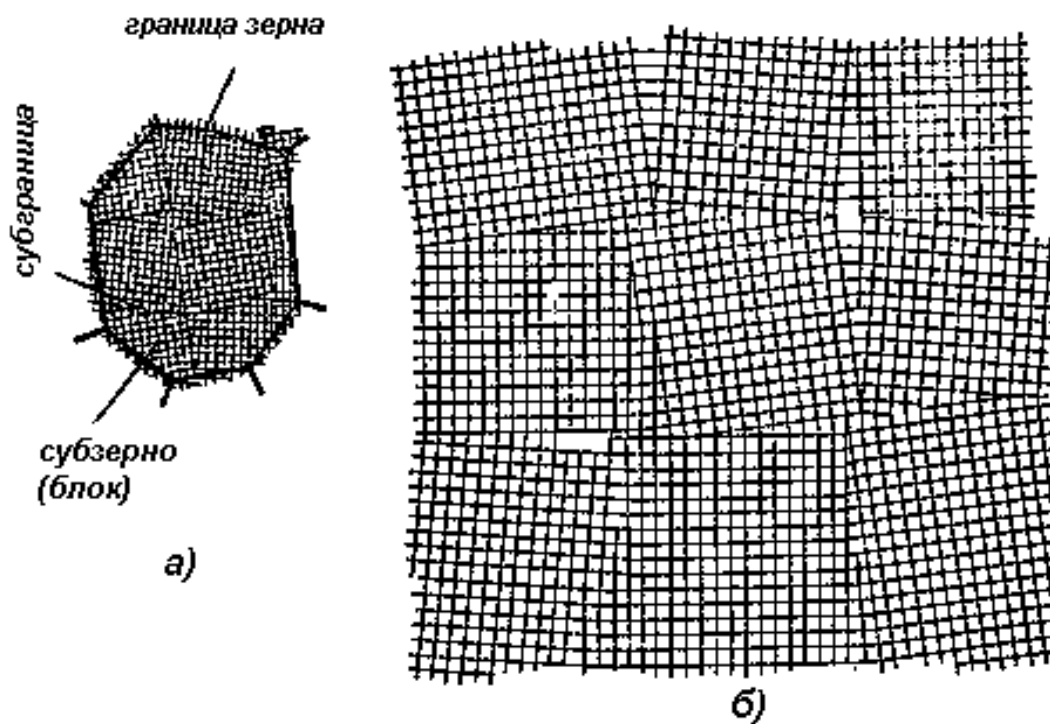 граница зерна
субграница
субзерно
(блок)
а)
б)